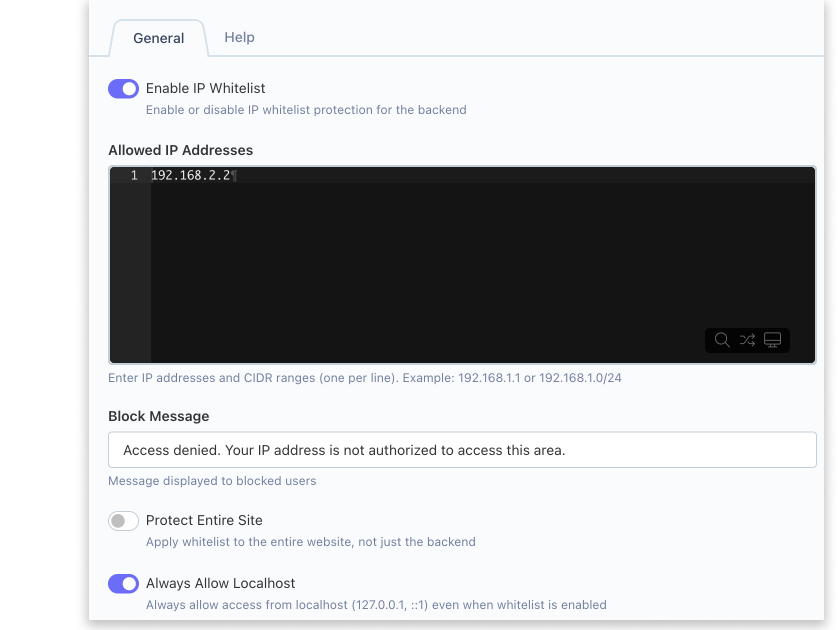 General Help
Enable IP Whitelist
Enable or disable IP whitelist protection for the backend
Allowed IP Addresses
1 192.168.2.2¶
Enter IP addresses and CIDR ranges (one per line). Example: 192.168.1.1 or 192.168.1.0/24
Block Message
Access denied. Your IP address is not authorized to access this area.
Message displayed to blocked users
Protect Entire Site
Apply whitelist to the entire website, not just the backend
Always Allow Localhost
Always allow access from localhost (127.0.0.1, ::1) even when whitelist is enabled